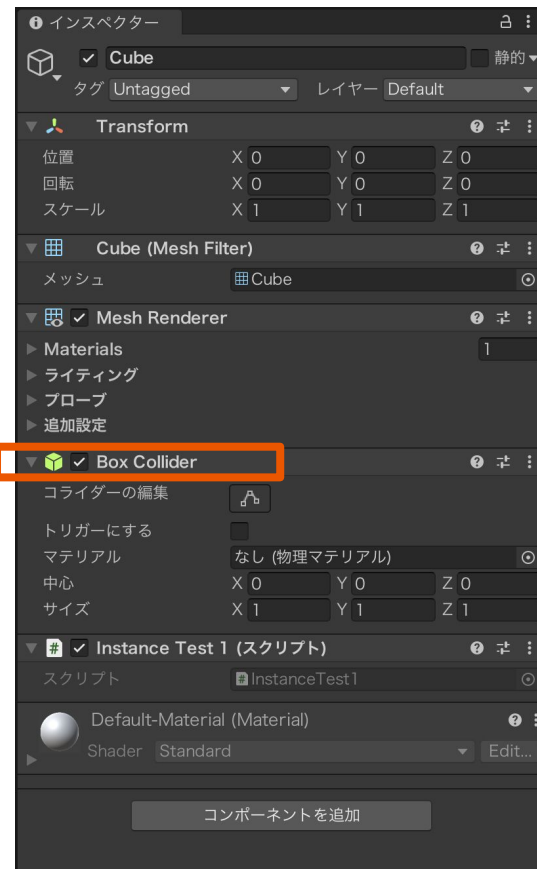 インスペクター
Cube 静的
タグ Untagged レイヤー Default
Transform
位置 X 0 Y 0 Z 0
回転 X 0 Y 0 Z 0
スケール X 1 Y 1 Z 1
Cube (Mesh Filter)
メッシュ Cube
Mesh Renderer
Materials 1
ライティング
プローブ
追加設定
Box Collider
コライダーの編集
トリガーにする
マテリアル なし (物理マテリアル)
中心 X 0 Y 0 Z 0
サイズ X 1 Y 1 Z 1
# Instance Test 1 (スクリプト)
スクリプト InstanceTest1
Default-Material (Material)
Shader Standard Edit...
コンポーネントを追加